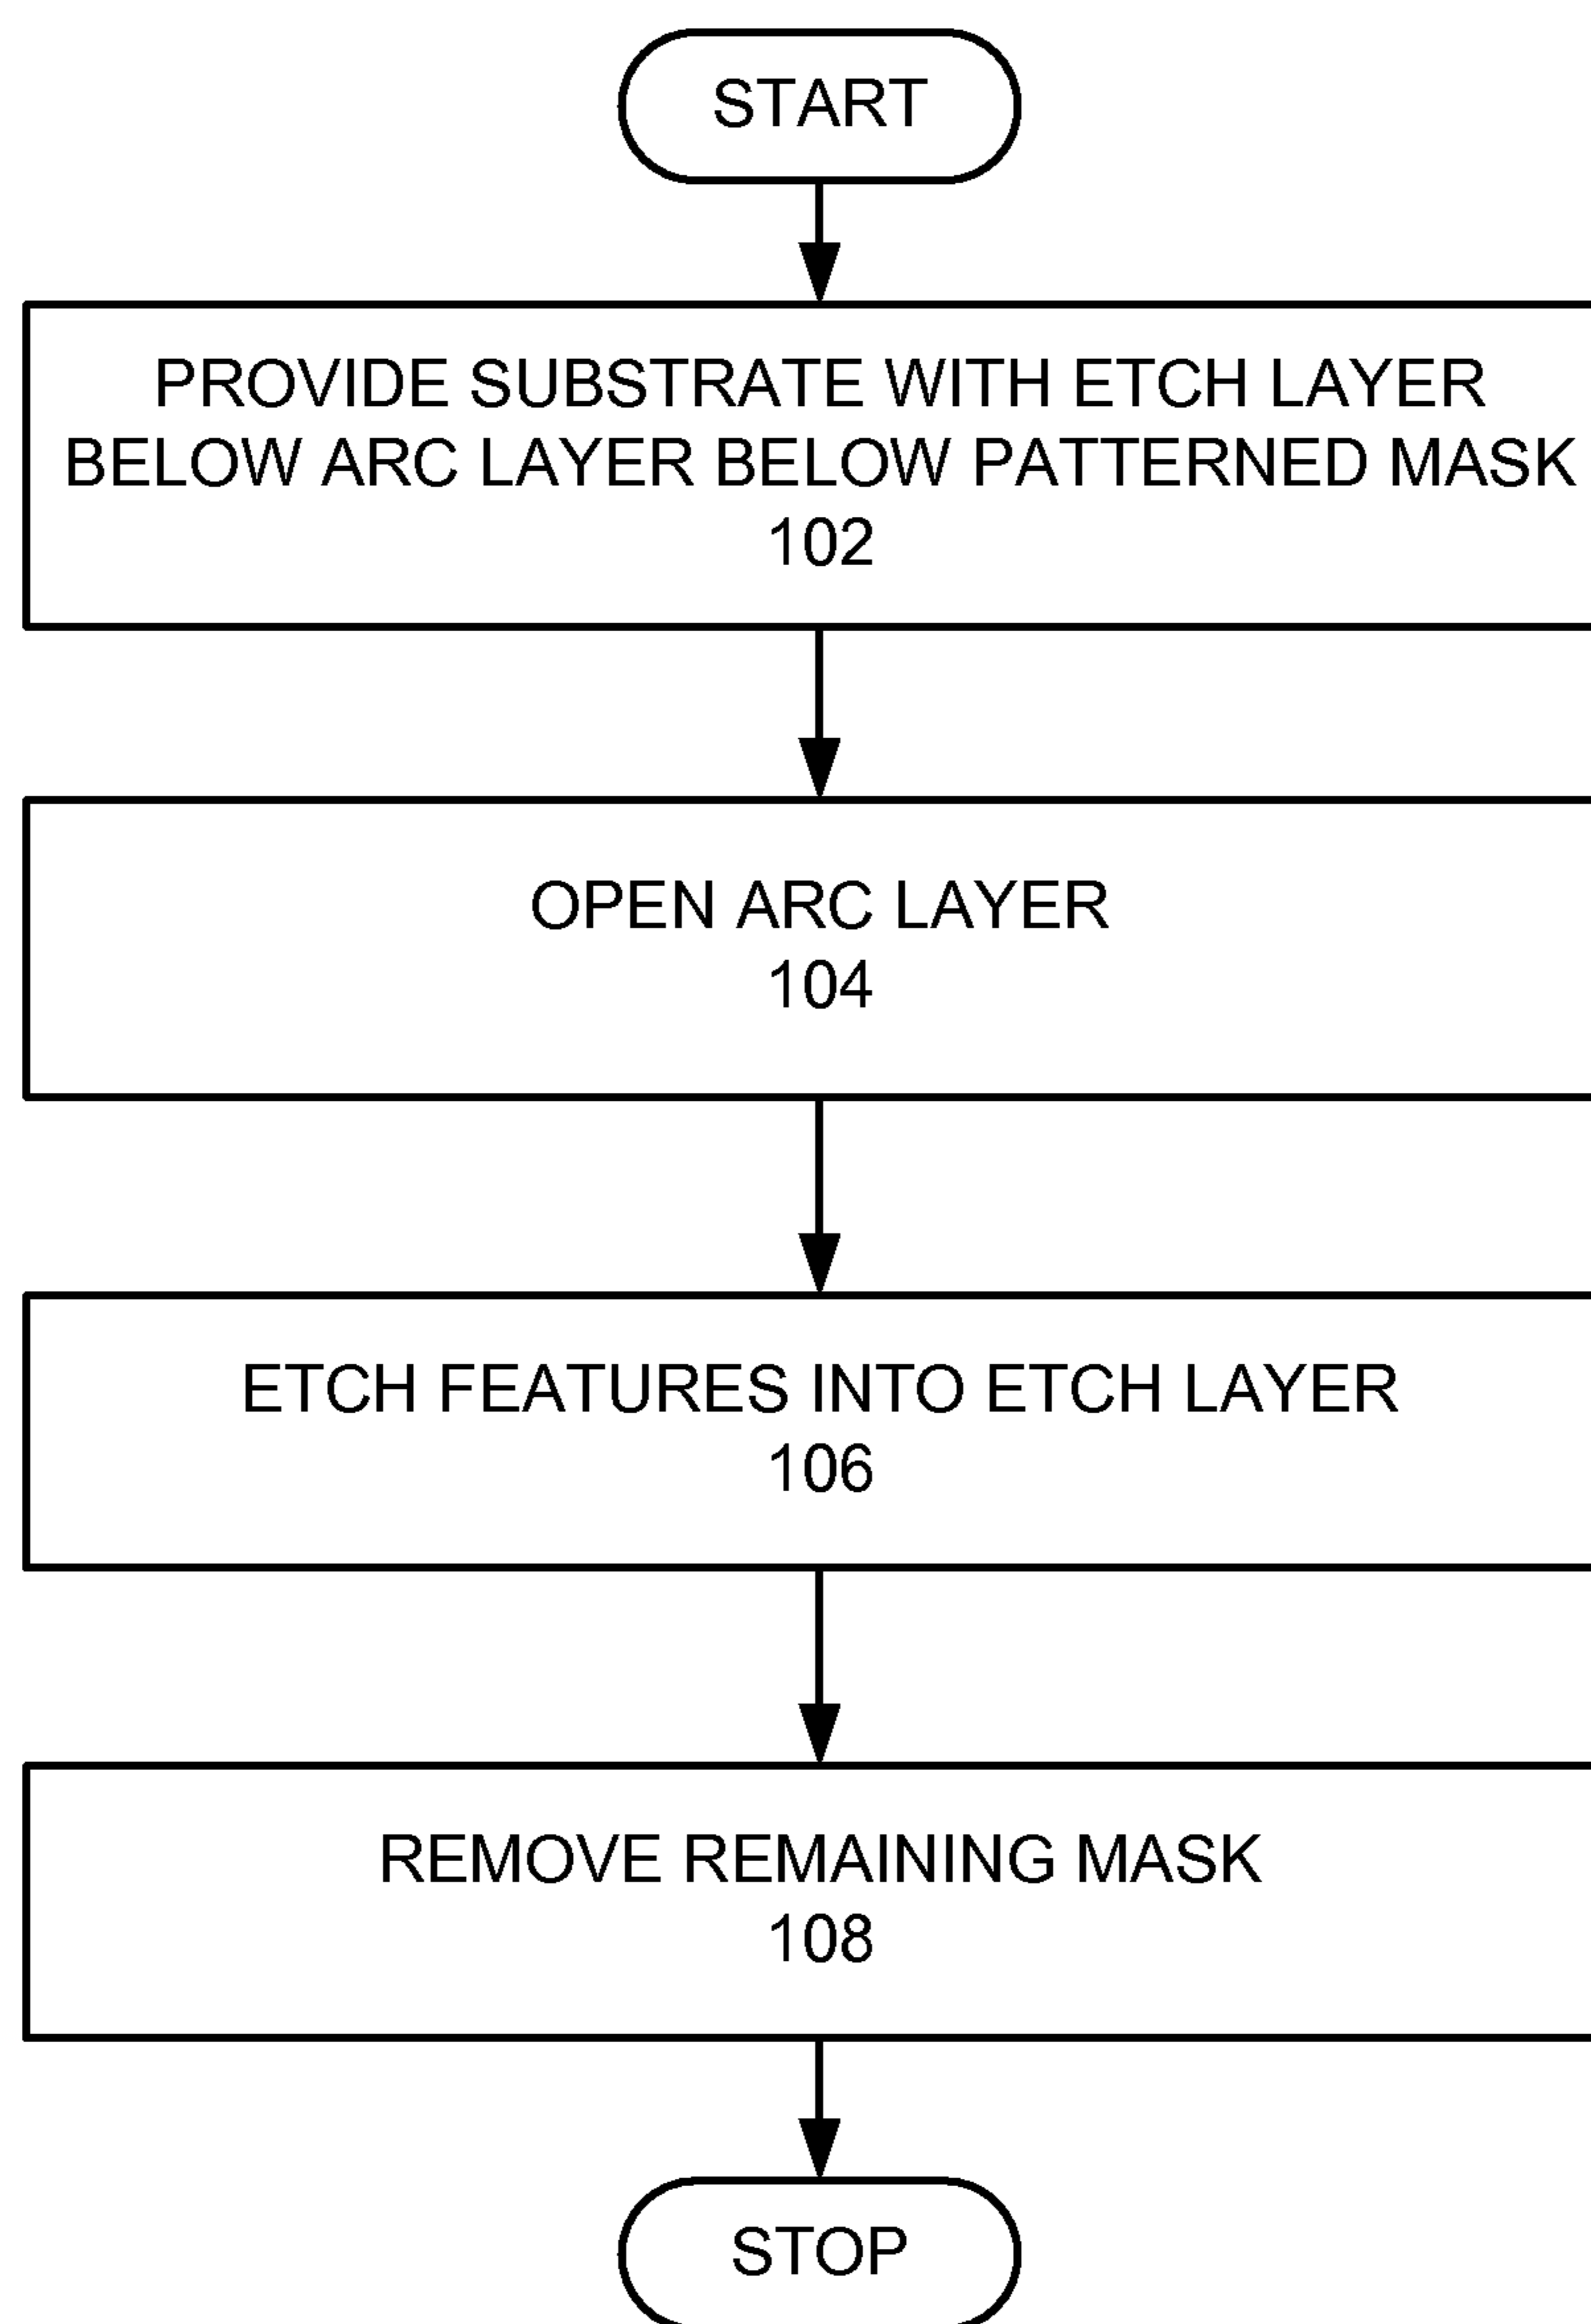 START
PROVIDE SUBSTRATE WITH ETCH LAYER
BELOW ARC LAYER BELOW PATTERNED MASK
102
OPEN ARC LAYER
104
ETCH FEATURES INTO ETCH LAYER
106
REMOVE REMAINING MASK
108
STOP